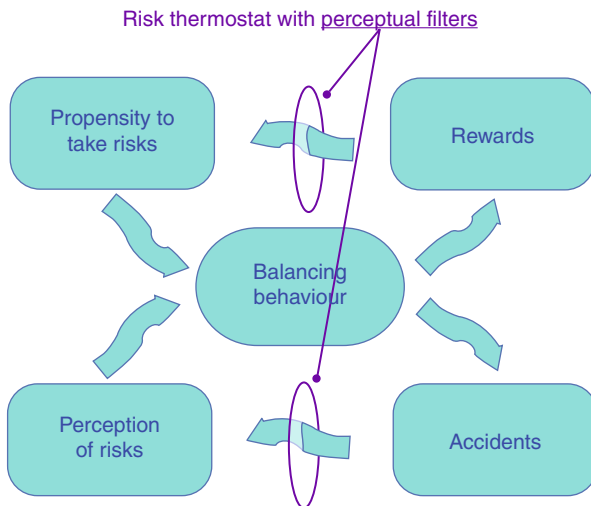 Risk thermostat with perceptual filters
Propensity to
take risks
Rewards
Balancing
behaviour
Perception
of risks
Accidents